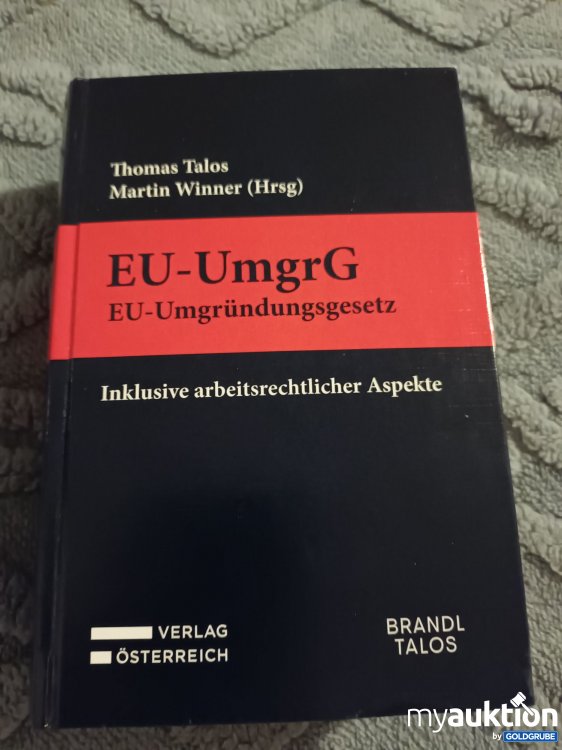 Thomas Talos
Martin Winner (Hrsg)
EU-UmgrG
EU-Umgründungsgesetz
Inklusive arbeitsrechtlicher Aspekte
VERLAG
ÖSTERREICH
BRANDL
TALOS
myauktion
by GOLDGRUBE